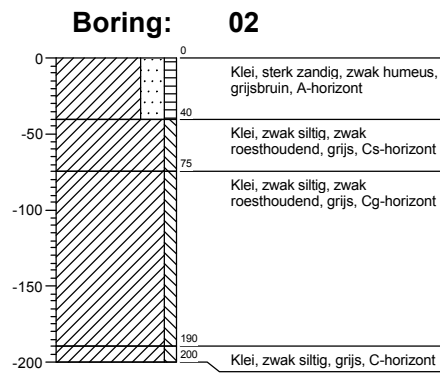 Boring: 02
0
0
Klei, sterk zandig, zwak humeus,
grijsbruin, A-horizont
40
-50
Klei, zwak siltig, zwak
roesthoudend, grijs, Cs-horizont
75
Klei, zwak siltig, zwak
roesthoudend, grijs, Cg-horizont
-100
-150
190
-200
200
Klei, zwak siltig, grijs, C-horizont